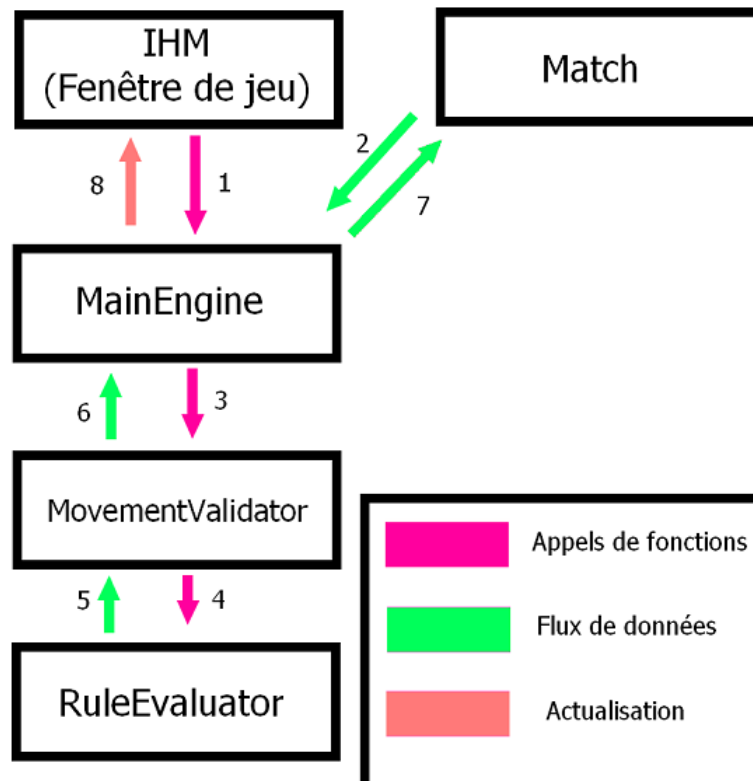 IHM
(Fenêtre de jeu)
Match
2
8
1
7
MainEngine
6
3
MovementValidator
5
4
RuleEvaluator
Appels de fonctions
Flux de données
Actualisation